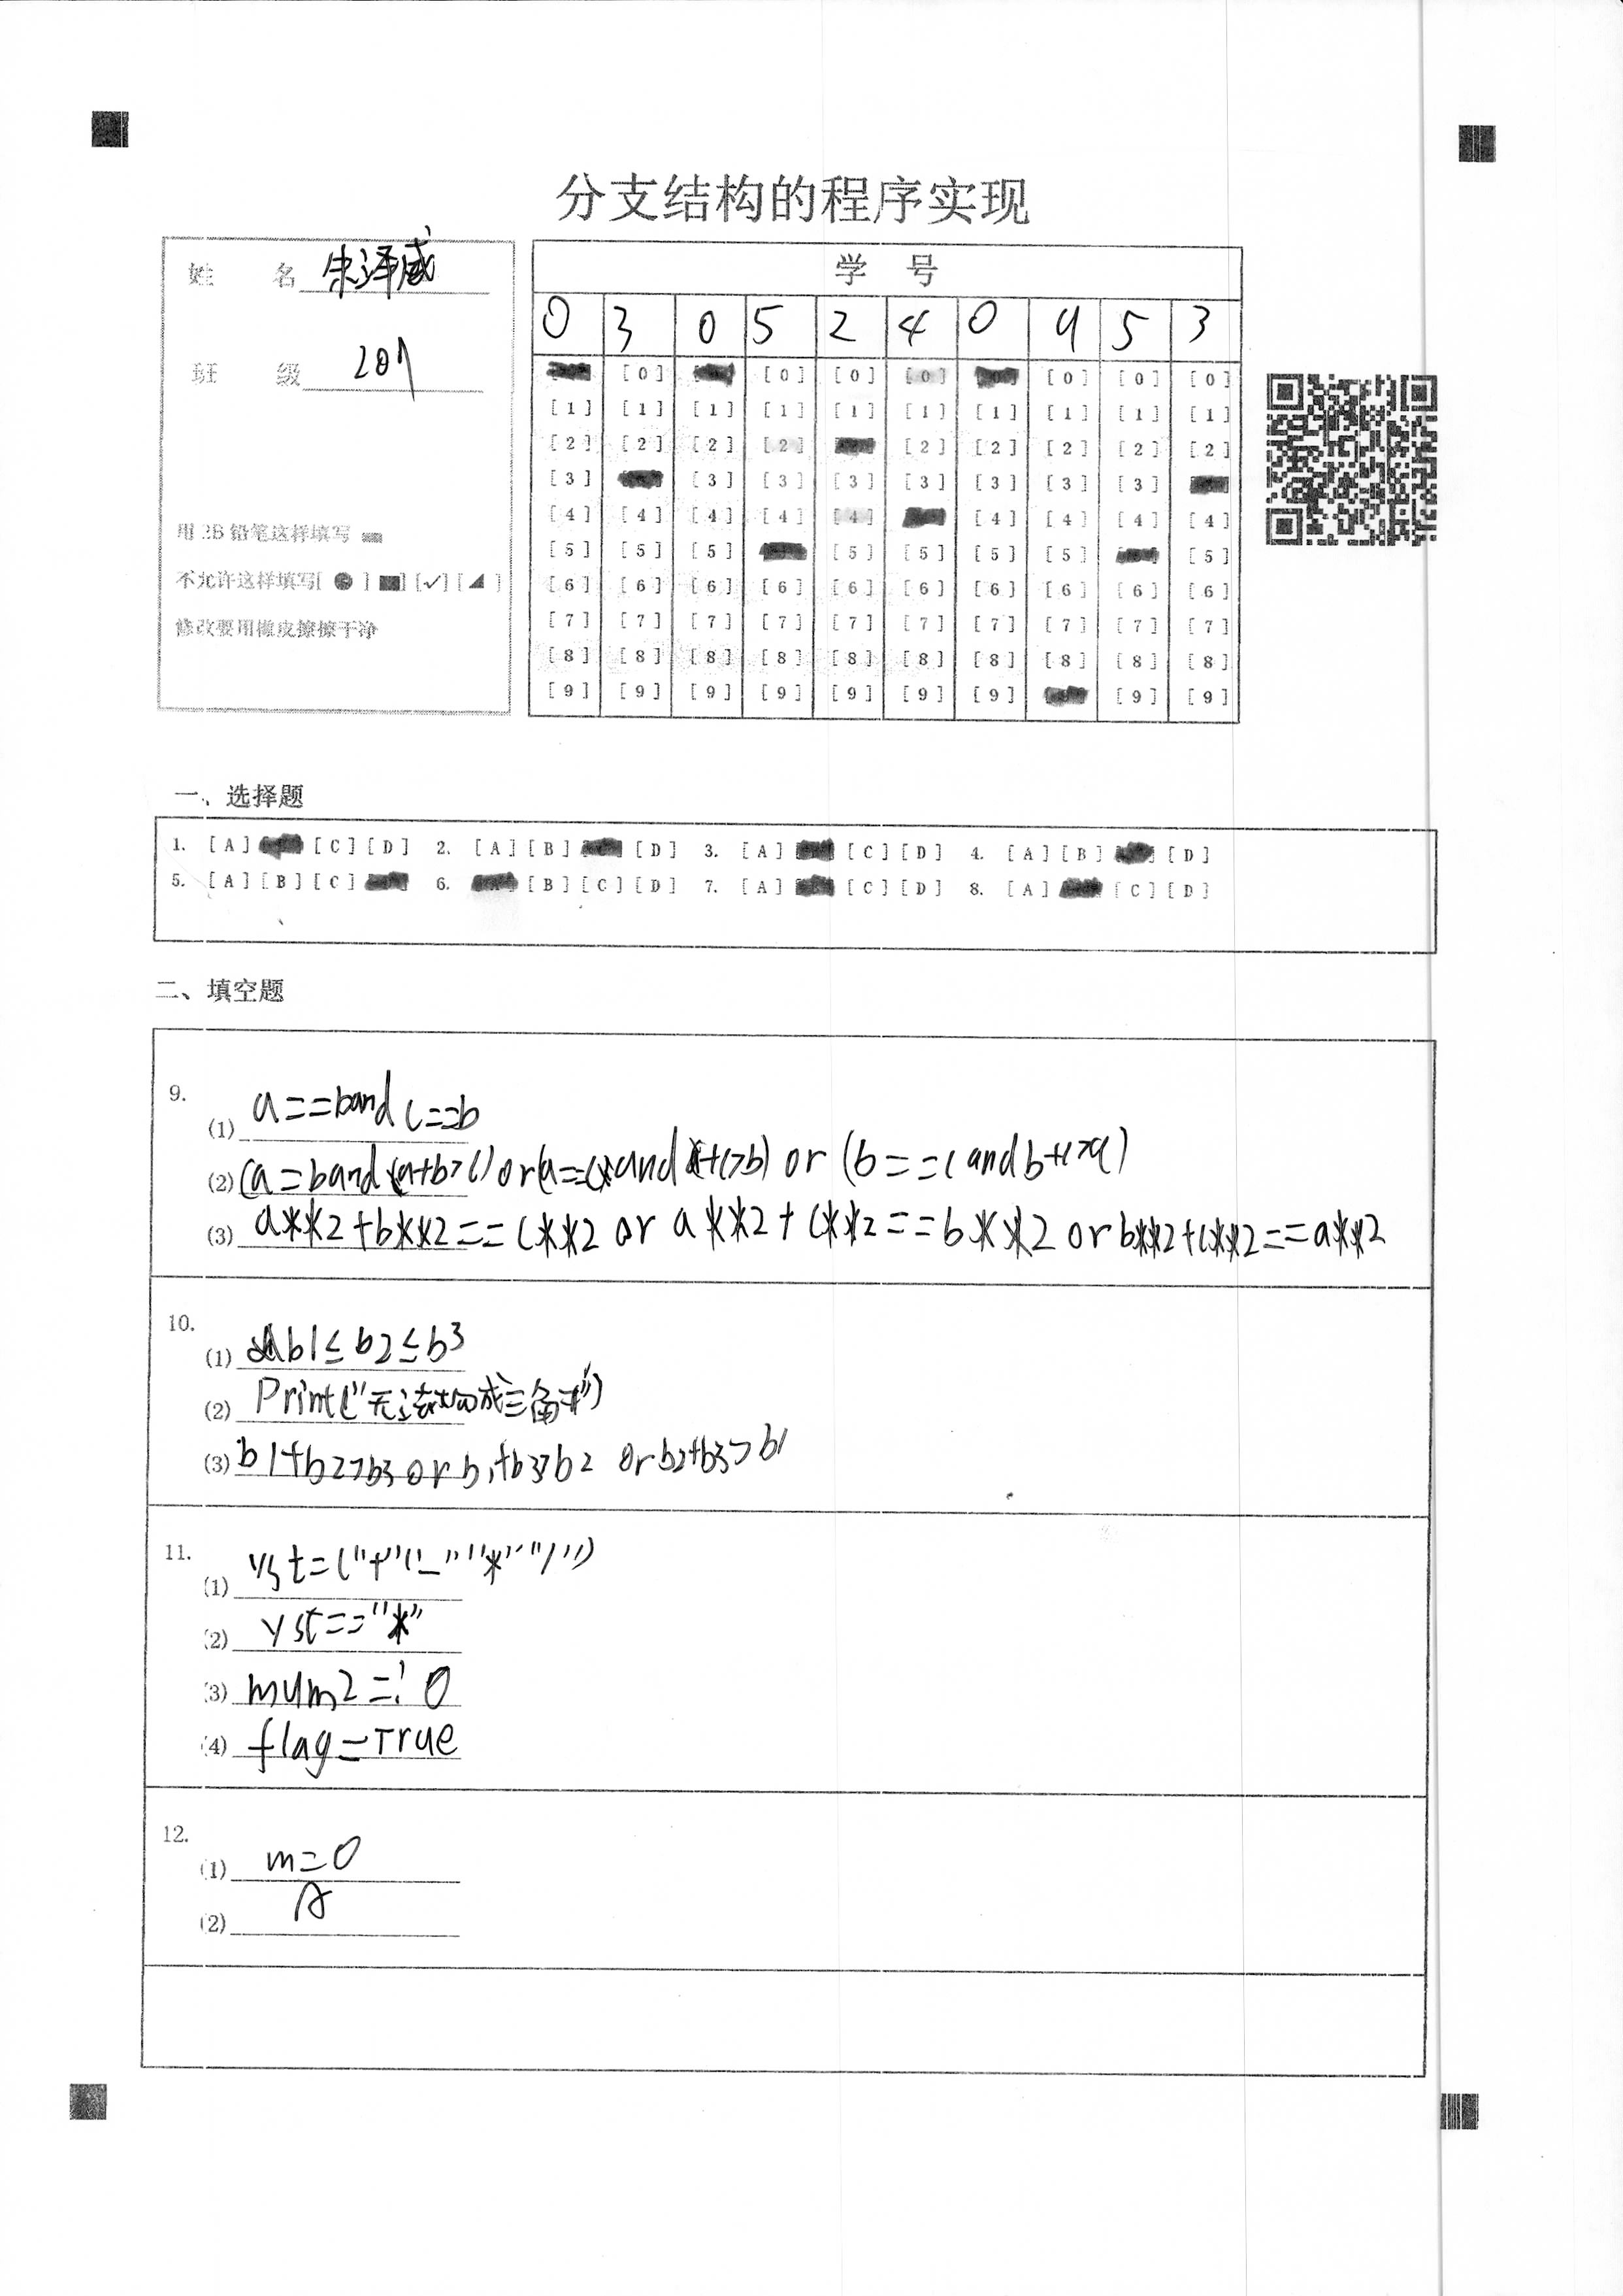 分支结构的程序实现
姓 名 朱泽威
班 级
学 号
0 3 0 5 2 4 0 9 5 3
[0] [0] [0] [0] [0] [0] [0]
[1] [1] [1] [1] [1] [1] [1] [1] [1] [1]
[2] [2] [2] [2] [2] [2] [2] [2] [2]
[3] [3] [3] [3] [3] [3] [3] [3]
[4] [4] [4] [4] [4] [4] [4] [4] [4]
[5] [5] [5] [5] [5] [5] [5] [5]
[6] [6] [6] [6] [6] [6] [6] [6] [6] [6]
[7] [7] [7] [7] [7] [7] [7] [7] [7] [7]
[8] [8] [8] [8] [8] [8] [8] [8] [8] [8]
[9] [9] [9] [9] [9] [9] [9] [9] [9]
用 2B 铅笔这样填写
不允许这样填写[ ● ] ■] [✓] [◢ ]
修改要用橡皮擦擦干净
一、选择题
1. [A] [C] [D] 2. [A] [B] [D] 3. [A] [C] [D] 4. [A] [B] [D]
5. [A] [B] [C] 6. [B] [C] [D] 7. [A] [C] [D] 8. [A] [C] [D]
二、填空题
9.
(1) a==band c==b
(2) (a=band (a+b>c) or(a==c and a+c>b) or (b==c and b+c>a)
(3) a**2+b**2==c**2 or a**2+c**2==b**2 or b**2+c**2==a**2
10.
(1) b1≤b2≤b3
(2) Print("无法构成三角形")
(3) b1+b2>b3 or b1+b3>b2 or b2+b3>b1
11.
(1) yst=("+""-""*""/")
(2) yst=="*"
(3) mum2=!0
(4) flag=True
12.
(1) m=0
(2) A